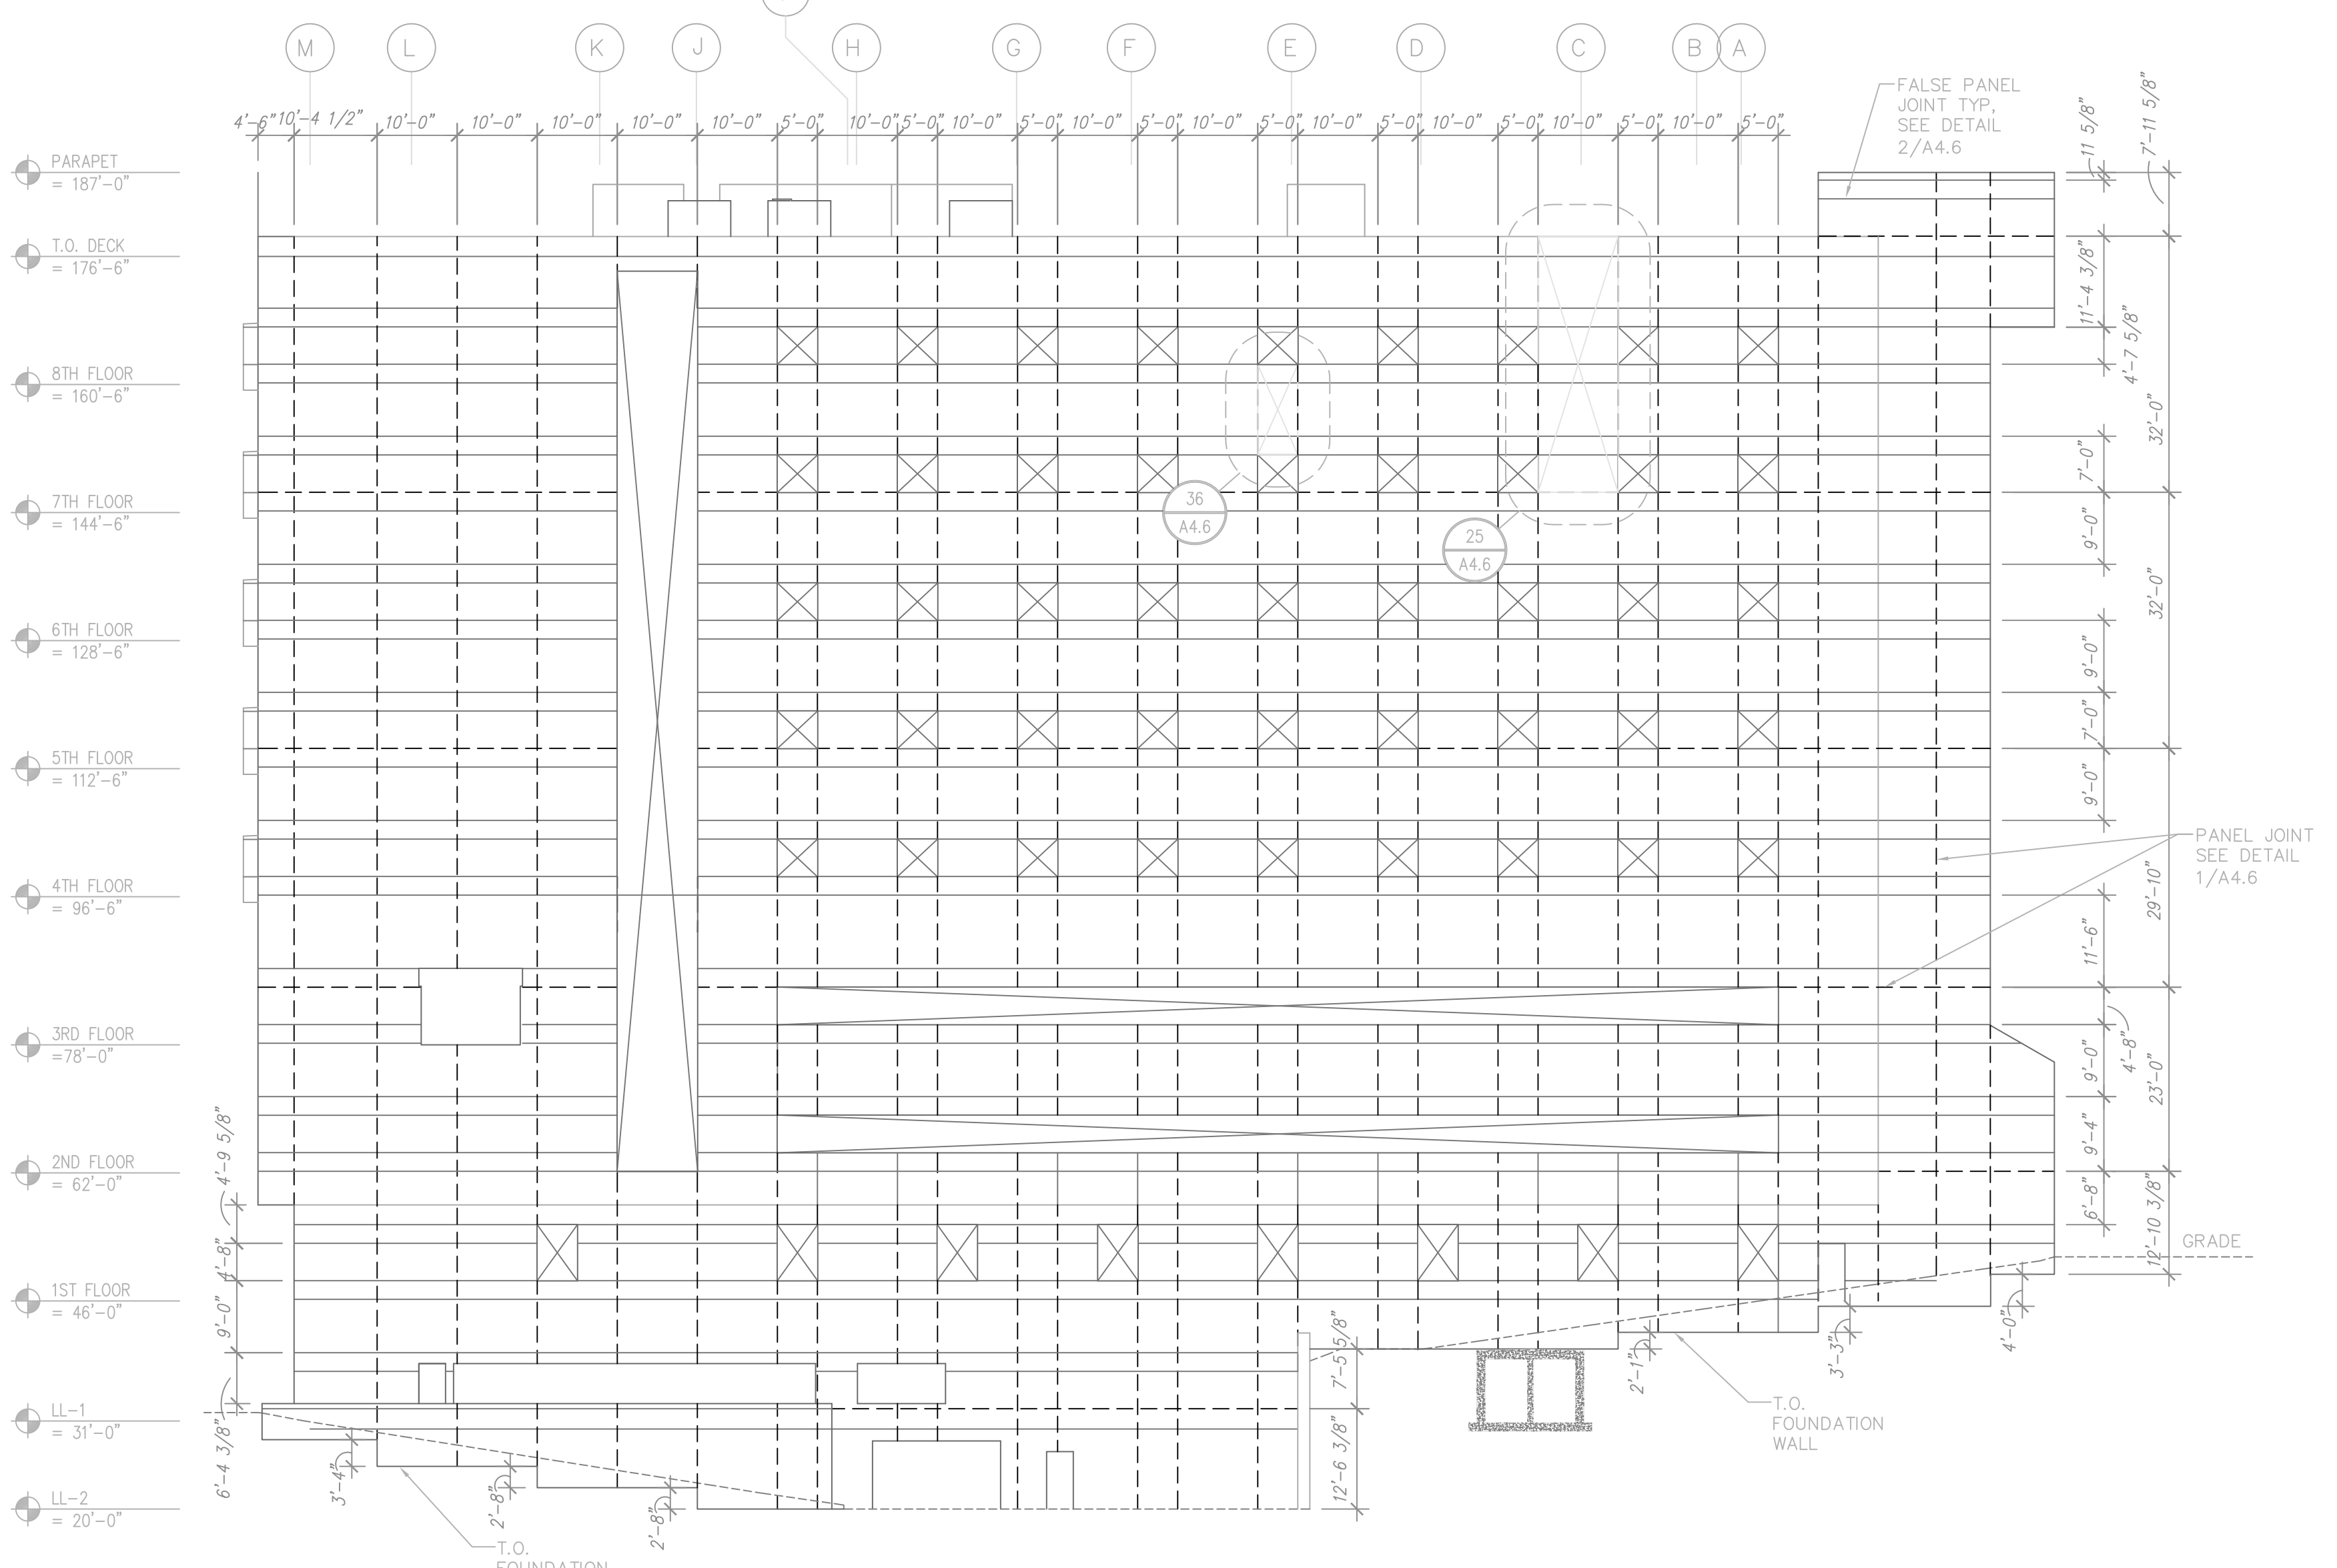 M L K J H G F E D C B A
4'-6" 10'-4 1/2" 10'-0" 10'-0" 10'-0" 10'-0" 10'-0" 5'-0" 10'-0" 5'-0" 10'-0" 5'-0" 10'-0" 5'-0" 10'-0" 5'-0" 10'-0" 5'-0" 10'-0" 5'-0" 10'-0" 5'-0" 10'-0" 5'-0"
FALSE PANEL
JOINT TYP,
SEE DETAIL
2/A4.6
PARAPET
= 187'-0"
T.O. DECK
= 176'-6"
8TH FLOOR
= 160'-6"
7TH FLOOR
= 144'-6"
6TH FLOOR
= 128'-6"
5TH FLOOR
= 112'-6"
4TH FLOOR
= 96'-6"
3RD FLOOR
=78'-0"
2ND FLOOR
= 62'-0"
1ST FLOOR
= 46'-0"
LL-1
= 31'-0"
LL-2
= 20'-0"
36
A4.6
25
A4.6
11 5/8"
7'-11 5/8"
11'-4 3/8"
4'-7 5/8"
32'-0"
7'-0"
9'-0"
32'-0"
9'-0"
7'-0"
9'-0"
29'-10"
11'-6"
4'-8"
9'-0"
23'-0"
9'-4"
6'-8"
12'-10 3/8"
PANEL JOINT
SEE DETAIL
1/A4.6
GRADE
4'-9 5/8"
4'-8"
9'-0"
6'-4 3/8"
3'-4"
2'-8"
2'-8"
7'-5 5/8"
12'-6 3/8"
2'-1"
3'-3"
4'-0"
T.O.
FOUNDATION
WALL
T.O.
FOUNDATION